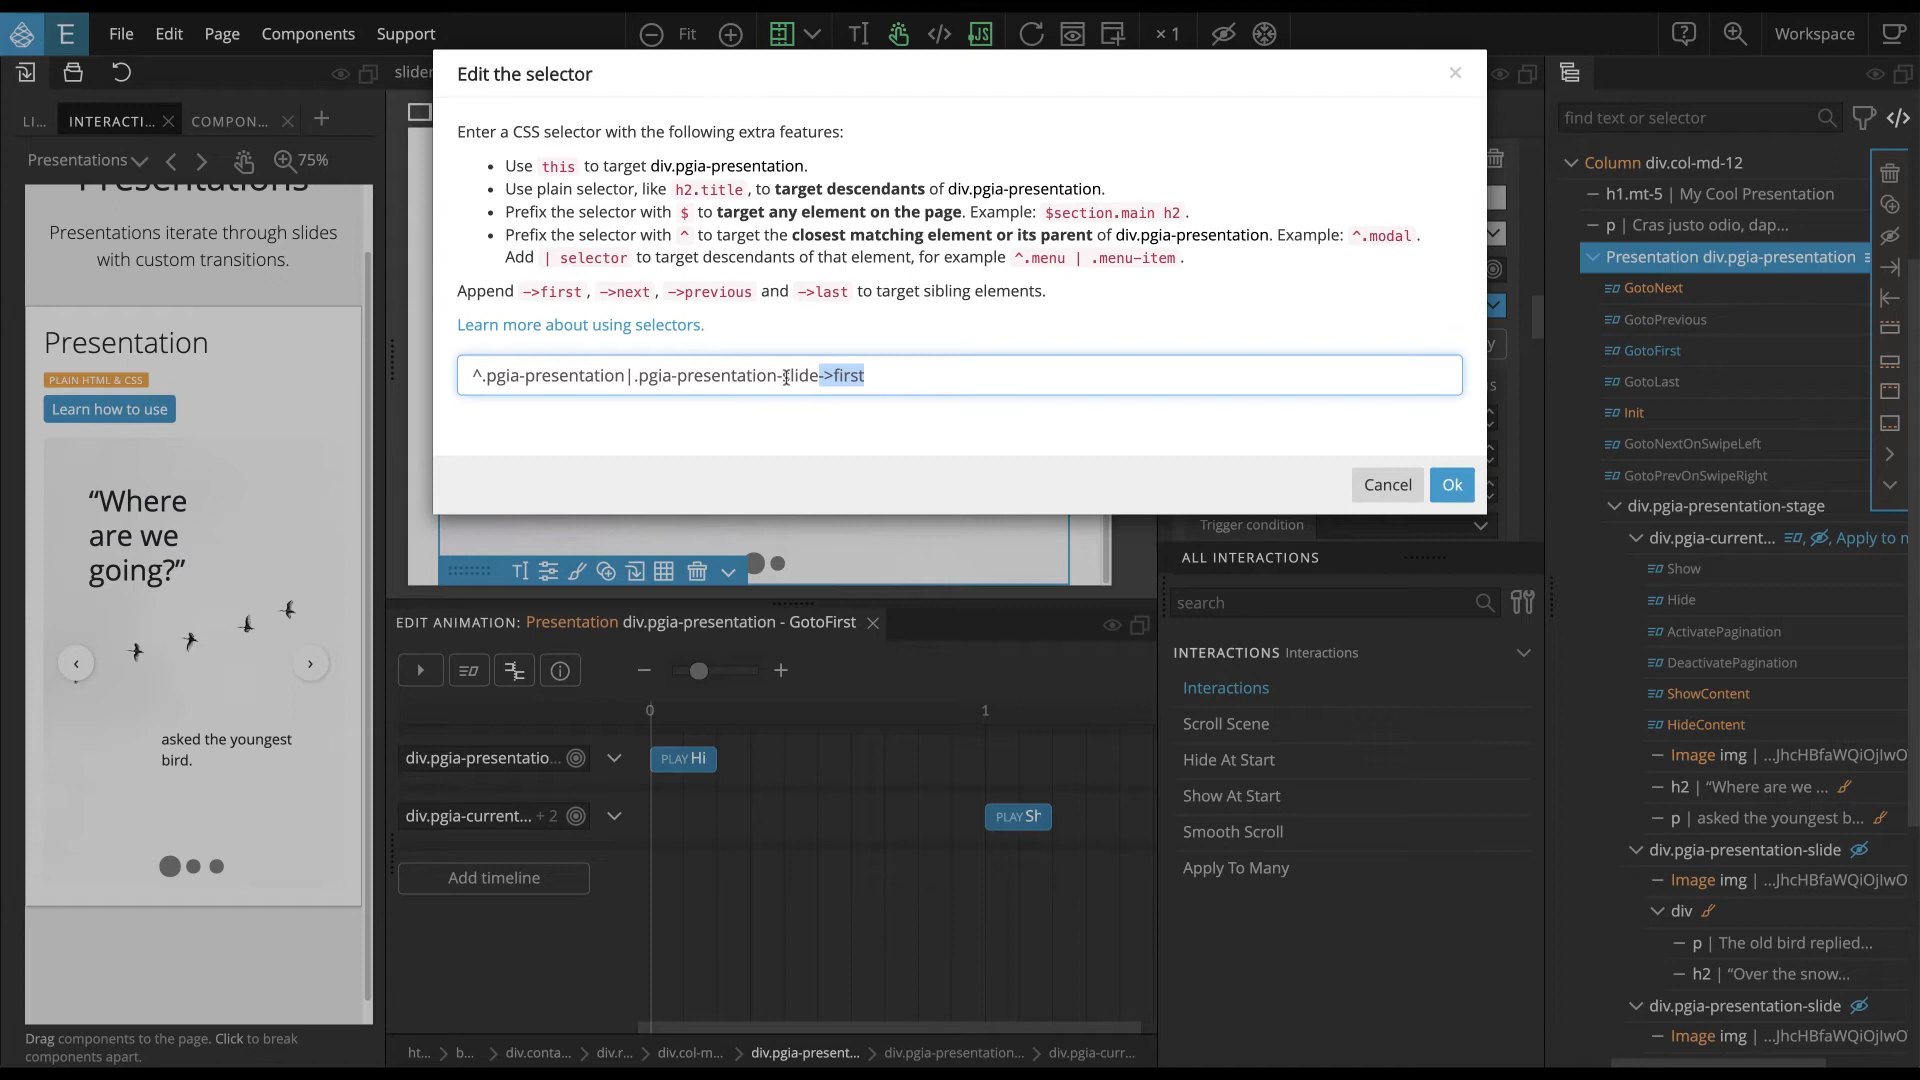 E File Edit Page Components Support Fit × 1 Workspace
slider
LI... INTERACTI... COMPON...
Presentations 75%
Presentations
Presentations iterate through slides
with custom transitions.
Presentation
PLAIN HTML & CSS
Learn how to use
“Where
are we
going?”
asked the youngest
bird.
Drag components to the page. Click to break
components apart.
Edit the selector
Enter a CSS selector with the following extra features:
• Use this to target div.pgia-presentation.
• Use plain selector, like h2.title, to target descendants of div.pgia-presentation.
• Prefix the selector with $ to target any element on the page. Example: $section.main h2.
• Prefix the selector with ^ to target the closest matching element or its parent of div.pgia-presentation. Example: ^.modal.
Add | selector to target descendants of that element, for example ^.menu | .menu-item.
Append ->first, ->next, ->previous and ->last to target sibling elements.
Learn more about using selectors.
^.pgia-presentation|.pgia-presentation-slide->first
Cancel Ok
EDIT ANIMATION: Presentation div.pgia-presentation - GotoFirst
0 1
div.pgia-presentatio... PLAY Hi
div.pgia-current... + 2 PLAY Sh
Add timeline
ht... b... div.conta... div.r... div.col-m... div.pgia-present... div.pgia-presentation... div.pgia-curr...
Trigger condition
ALL INTERACTIONS
search
INTERACTIONS Interactions
Interactions
Scroll Scene
Hide At Start
Show At Start
Smooth Scroll
Apply To Many
find text or selector
Column div.col-md-12
h1.mt-5 | My Cool Presentation
p | Cras justo odio, dap...
Presentation div.pgia-presentation
GotoNext
GotoPrevious
GotoFirst
GotoLast
Init
GotoNextOnSwipeLeft
GotoPrevOnSwipeRight
div.pgia-presentation-stage
div.pgia-current... , , Apply to m
Show
Hide
ActivatePagination
DeactivatePagination
ShowContent
HideContent
Image img | ...JhcHBfaWQiOjIwO
h2 | “Where are we ...
p | asked the youngest b...
div.pgia-presentation-slide
Image img | ...JhcHBfaWQiOjIwO
div
p | The old bird replied...
h2 | “Over the snow...
div.pgia-presentation-slide
Image img | ...JhcHBfaWQiOjIwO